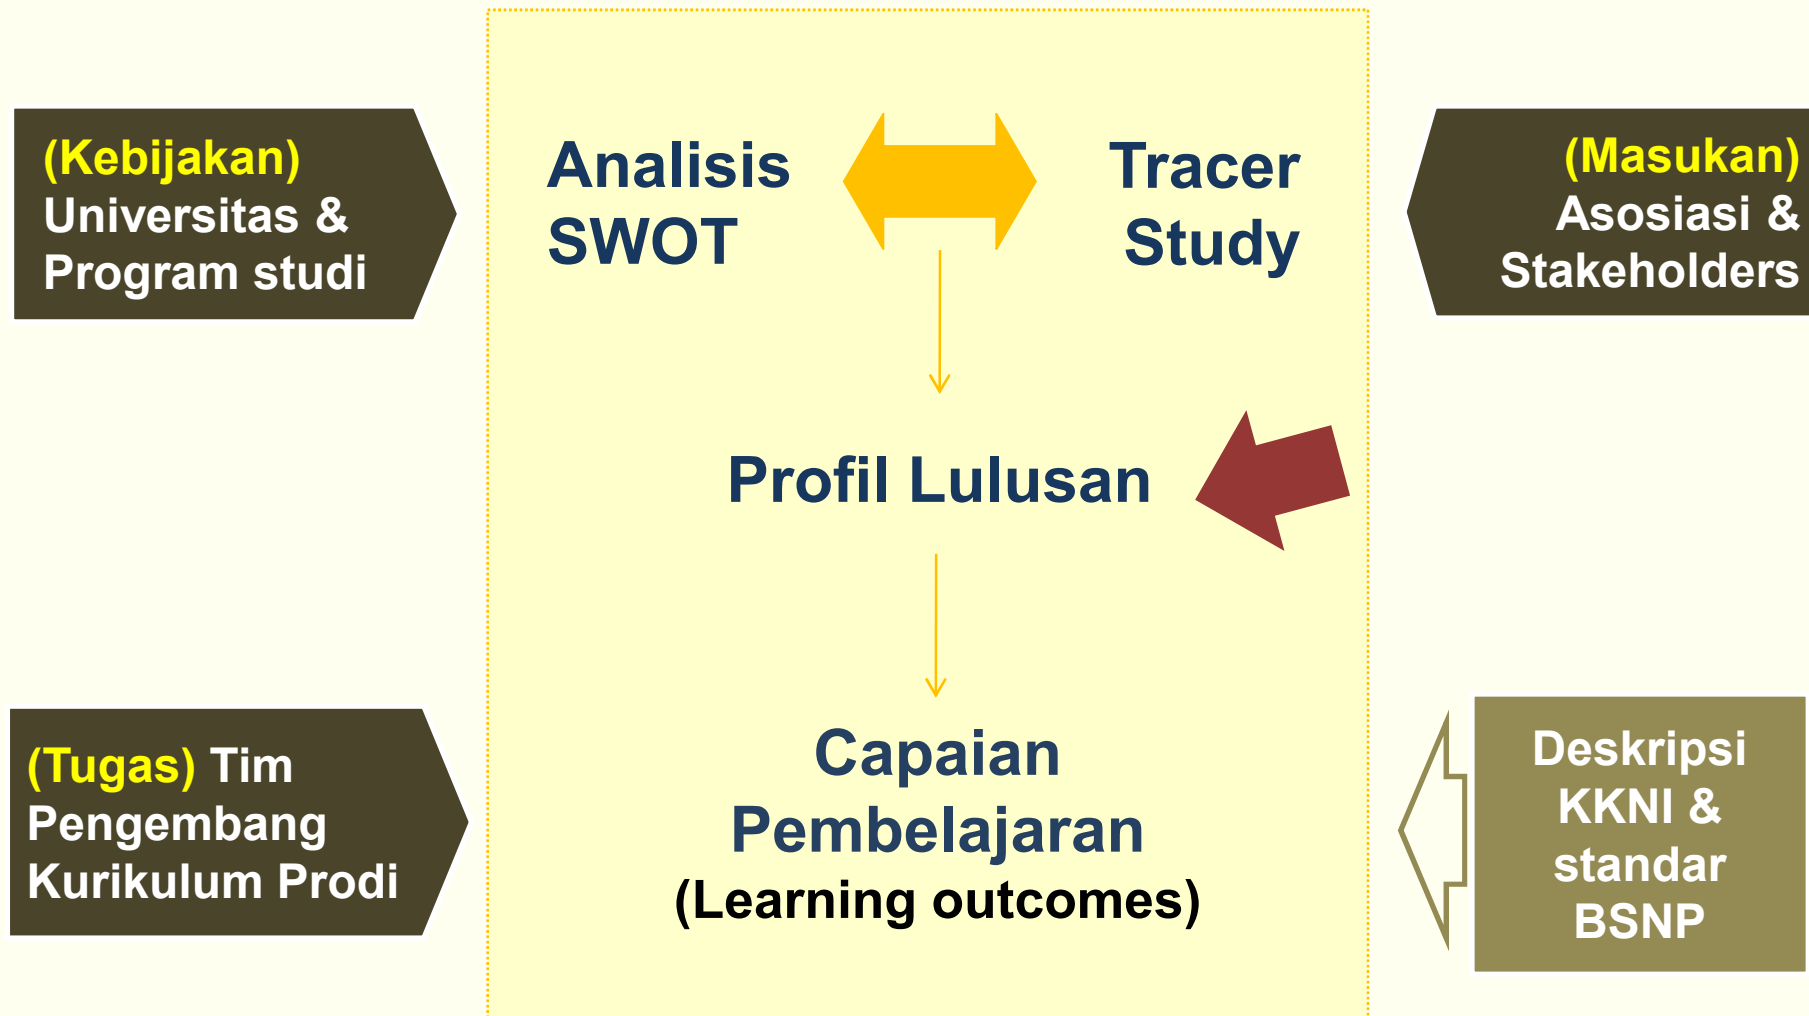 (Kebijakan)
Universitas &
Program studi
Analisis
SWOT
Tracer
Study
(Masukan)
Asosiasi &
Stakeholders
Profil Lulusan
(Tugas) Tim
Pengembang
Kurikulum Prodi
Capaian
Pembelajaran
(Learning outcomes)
Deskripsi
KKNI &
standar
BSNP